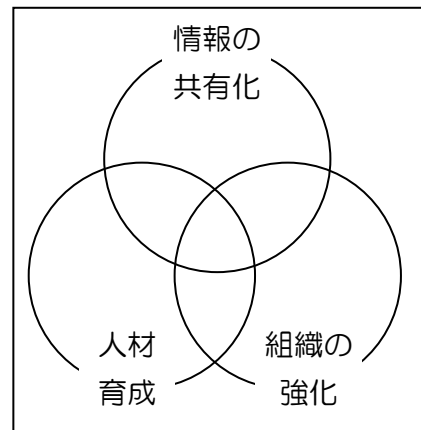 情報の
共有化
人材
育成
組織の
強化